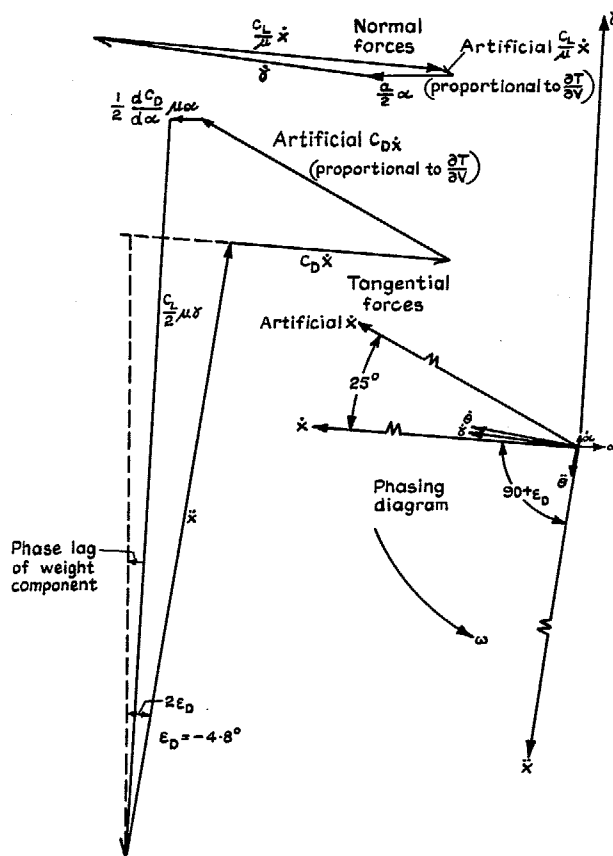 C_L/μ ẋ
Normal
forces
Artificial C_L/μ ẋ
(proportional to ∂T/∂V)
a/2 α
1/2 dC_D/dα μα
Artificial C_D ẋ
(proportional to ∂T/∂V)
C_D ẋ
C_L/2 μγ
Tangential
forces
Artificial ẋ
25°
ẋ
θ̇
α
90+ε_D
Phasing
diagram
ẍ
Phase lag
of weight
component
ω
2ε_D
ε_D = -4·8°
ẍ